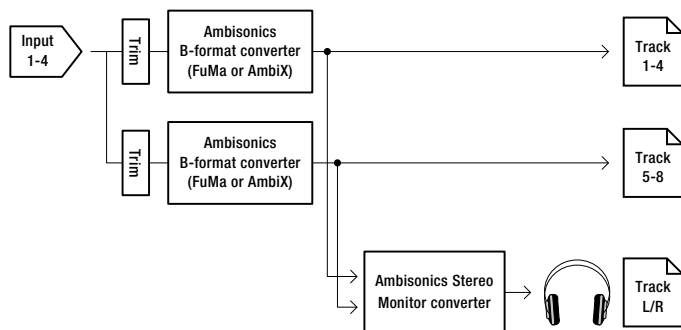 Input
1-4
Trim
Ambisonics
B-format converter
(FuMa or AmbiX)
Track
1-4
Trim
Ambisonics
B-format converter
(FuMa or AmbiX)
Track
5-8
Ambisonics Stereo
Monitor converter
Track
L/R